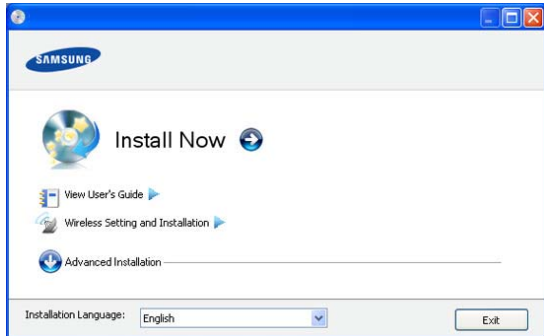 SAMSUNG
Install Now
View User's Guide
Wireless Setting and Installation
Advanced Installation
Installation Language: English Exit